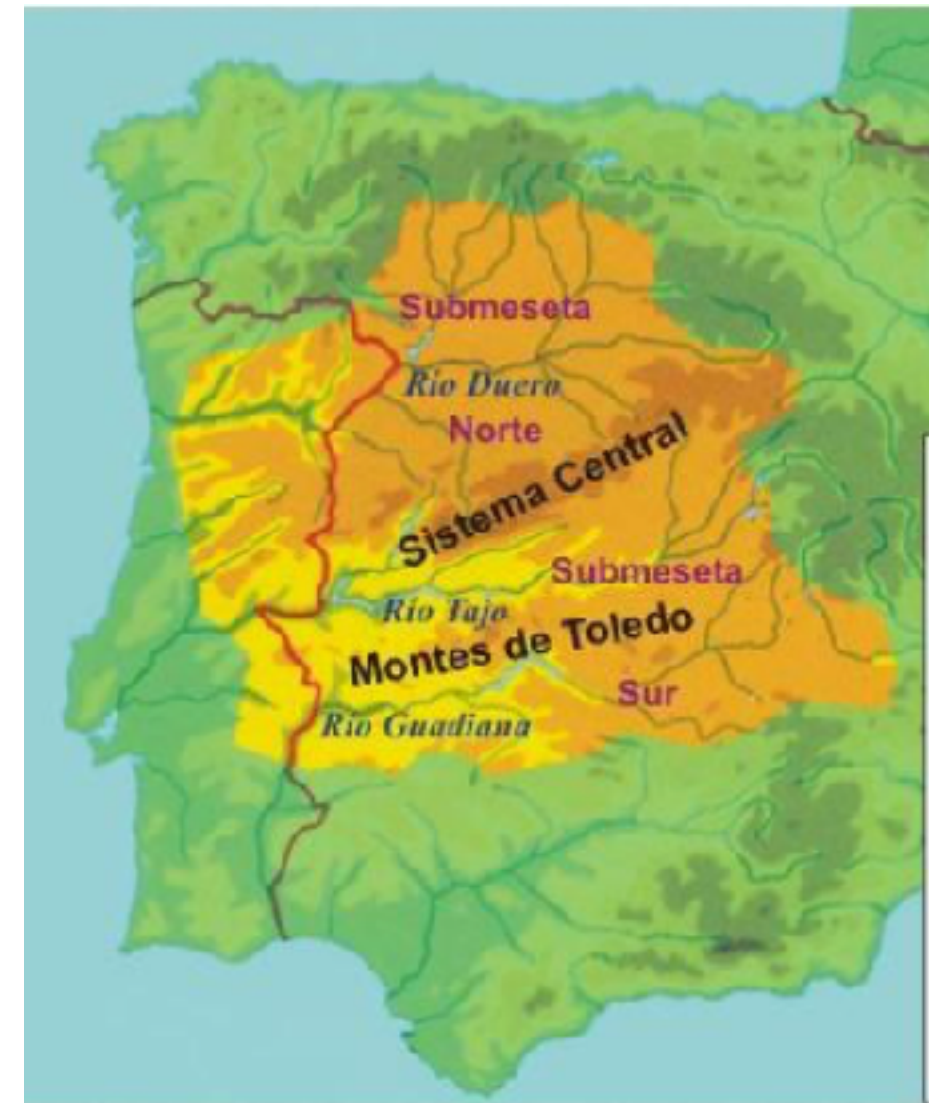 Submeseta
Río Duero
Norte
Sistema Central
Submeseta
Río Tajo
Montes de Toledo
Sur
Río Guadiana